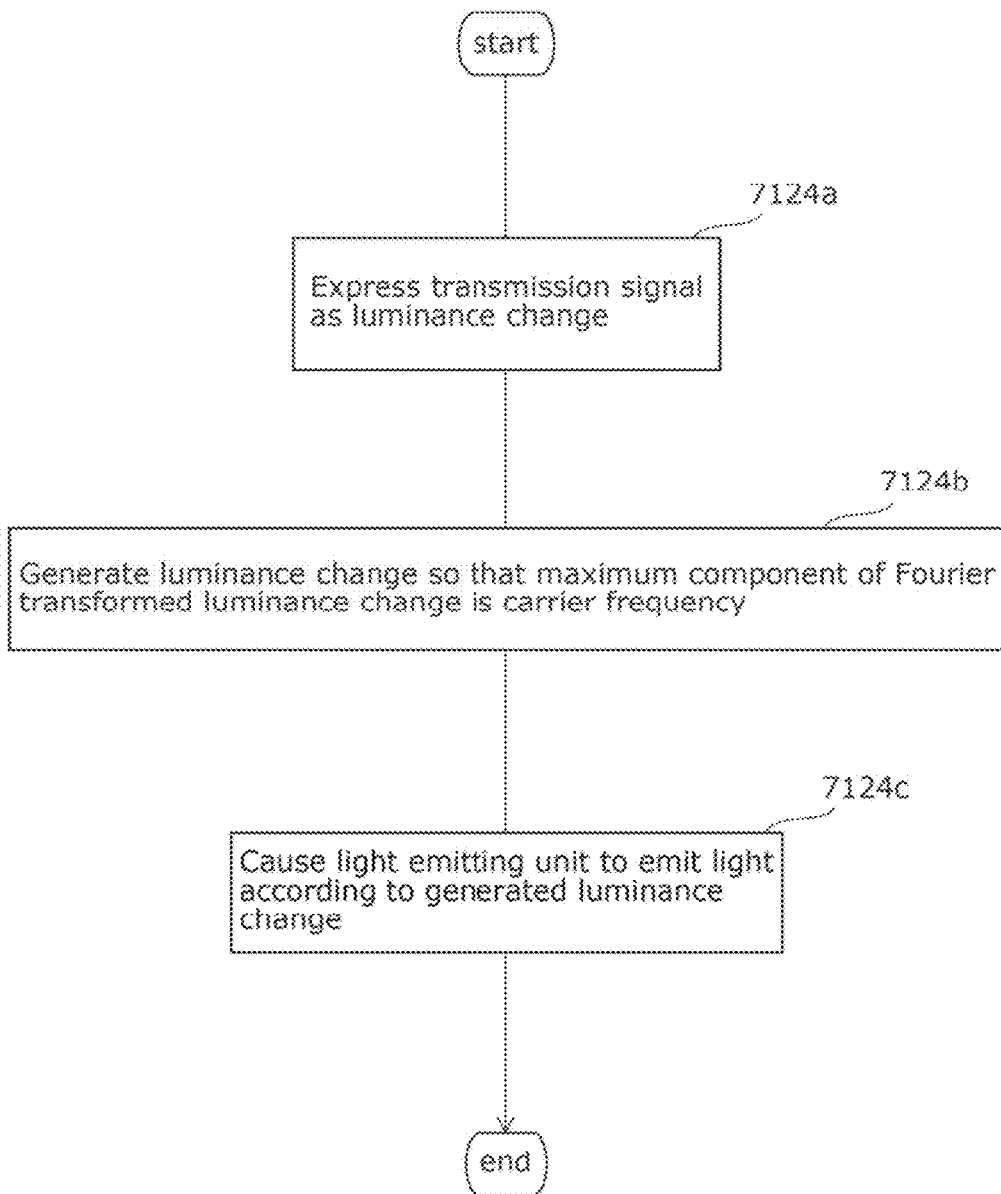 start
7124a
Express transmission signal
as luminance change
7124b
Generate luminance change so that maximum component of Fourier
transformed luminance change is carrier frequency
7124c
Cause light emitting unit to emit light
according to generated luminance
change
end